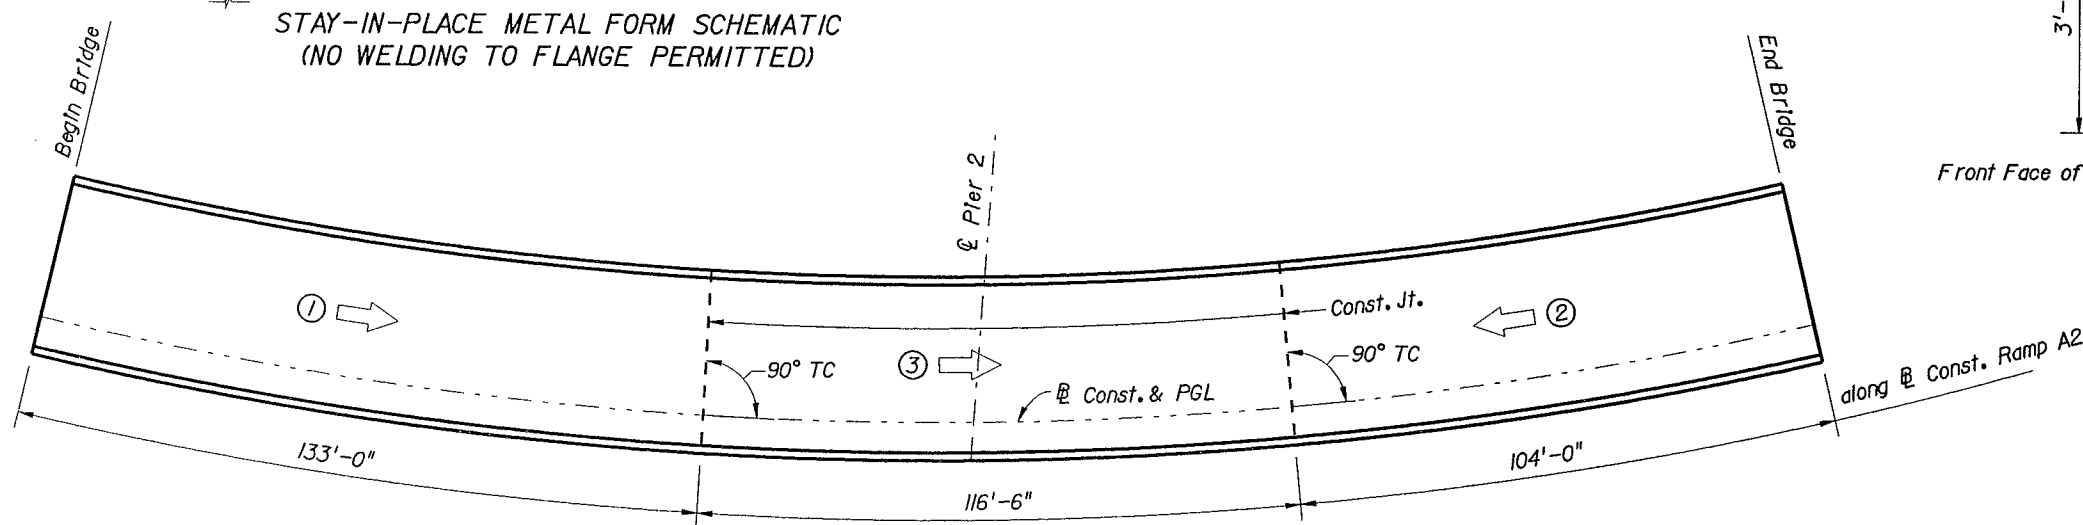 STAY-IN-PLACE METAL FORM SCHEMATIC
(NO WELDING TO FLANGE PERMITTED)
Begin Bridge
End Bridge
3'-
Front Face of
℄ Pier 2
Const. Jt.
①
②
③
90° TC
90° TC
B̲L Const. & PGL
along B̲L Const. Ramp A2
133'-0"
116'-6"
104'-0"